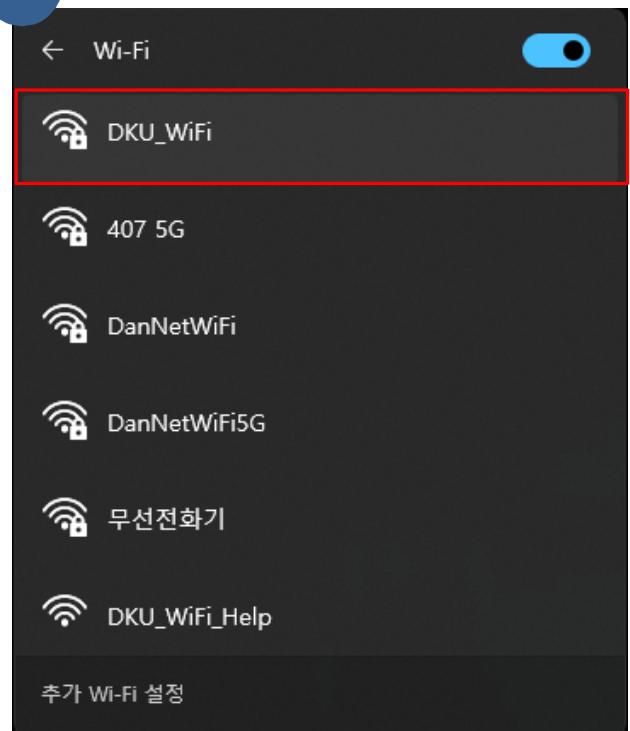 Wi-Fi
DKU_WiFi
407 5G
DanNetWiFi
DanNetWiFi5G
무선전화기
DKU_WiFi_Help
추가 Wi-Fi 설정